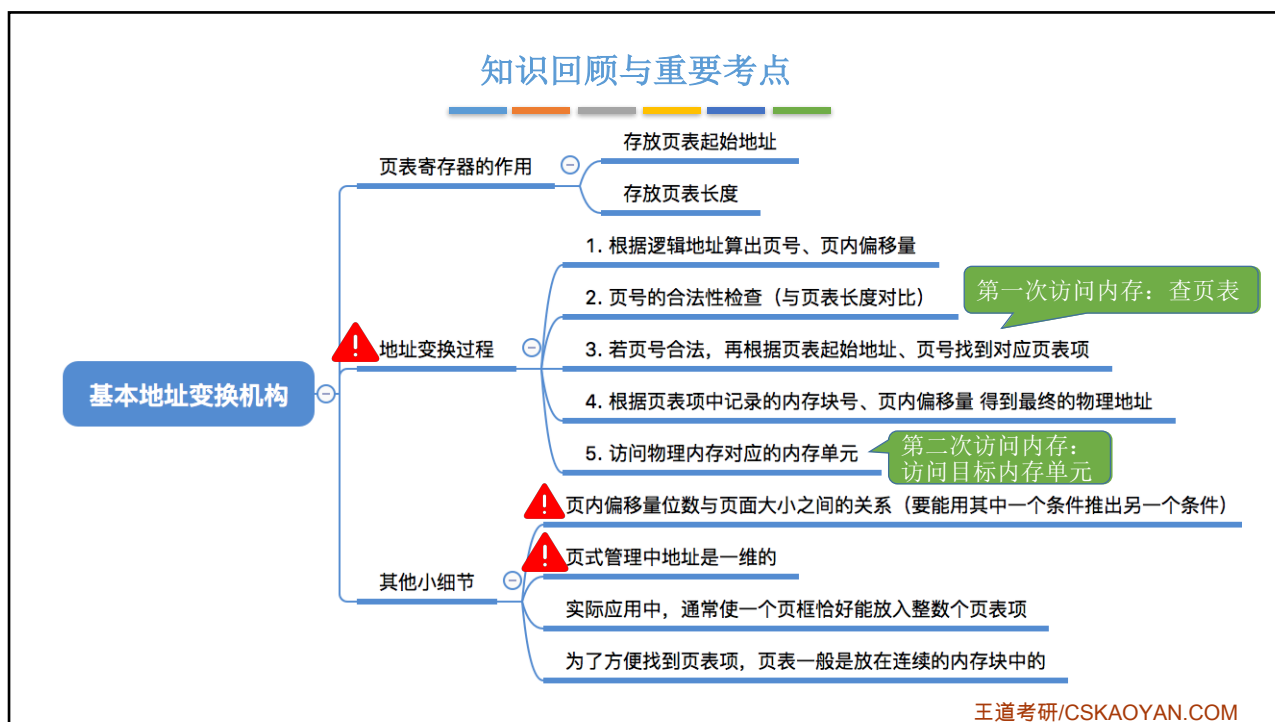 知识回顾与重要考点
存放页表起始地址
页表寄存器的作用
存放页表长度
1. 根据逻辑地址算出页号、页内偏移量
第一次访问内存：查页表
2. 页号的合法性检查（与页表长度对比）
地址变换过程
3. 若页号合法，再根据页表起始地址、页号找到对应页表项
基本地址变换机构
4. 根据页表项中记录的内存块号、页内偏移量 得到最终的物理地址
第二次访问内存：
访问目标内存单元
5. 访问物理内存对应的内存单元
页内偏移量位数与页面大小之间的关系（要能用其中一个条件推出另一个条件）
页式管理中地址是一维的
其他小细节
实际应用中，通常使一个页框恰好能放入整数个页表项
为了方便找到页表项，页表一般是放在连续的内存块中的
王道考研/CSKAOYAN.COM